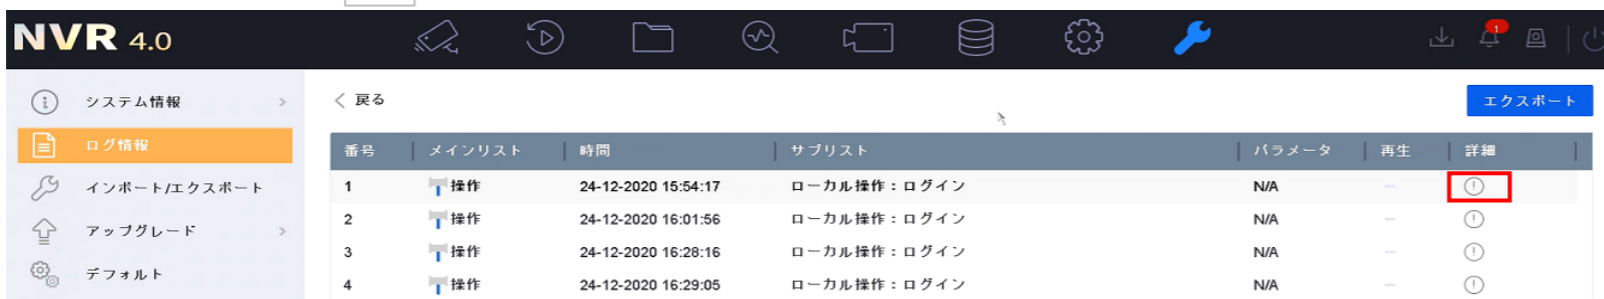 NVR 4.0
1
システム情報
戻る
エクスポート
ログ情報
番号 メインリスト 時間 サブリスト パラメータ 再生 詳細
インポート/エクスポート
1 操作 24-12-2020 15:54:17 ローカル操作：ログイン N/A
アップグレード
2 操作 24-12-2020 16:01:56 ローカル操作：ログイン N/A
デフォルト
3 操作 24-12-2020 16:28:16 ローカル操作：ログイン N/A
4 操作 24-12-2020 16:29:05 ローカル操作：ログイン N/A